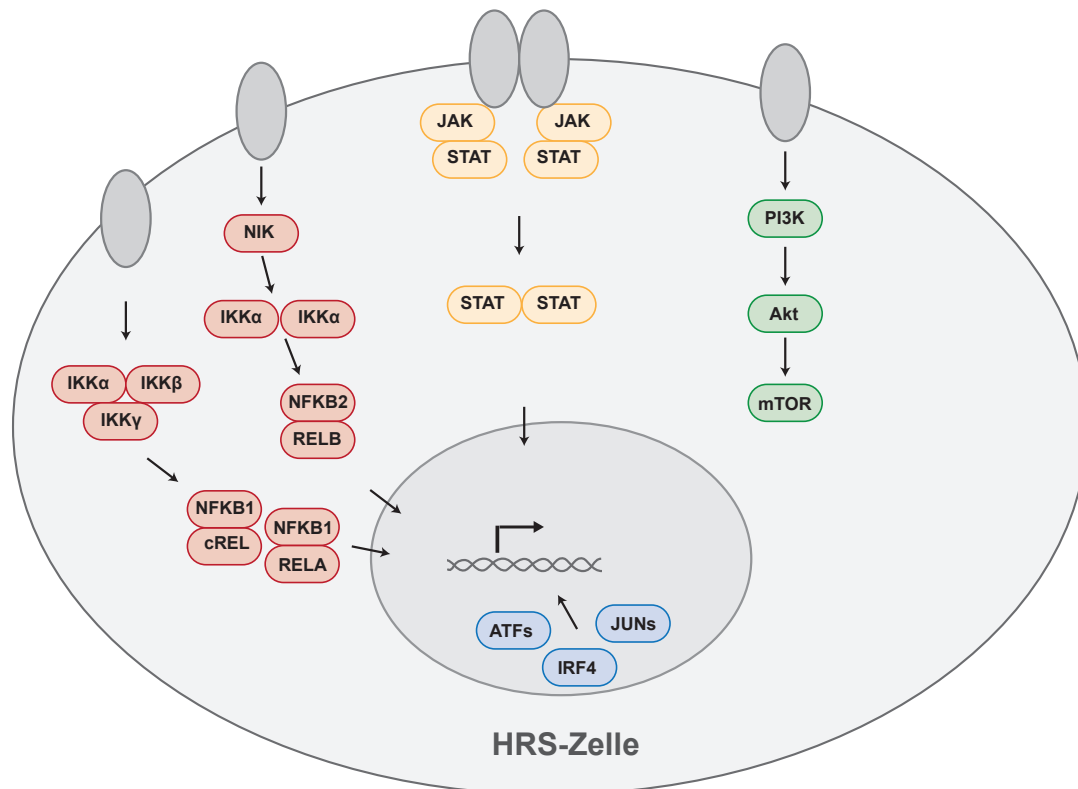 JAK
JAK
STAT
STAT
NIK
PI3K
IKKα
IKKα
STAT
STAT
Akt
IKKα
IKKβ
IKKγ
NFKB2
RELB
mTOR
NFKB1
cREL
NFKB1
RELA
ATFs
JUNs
IRF4
HRS-Zelle